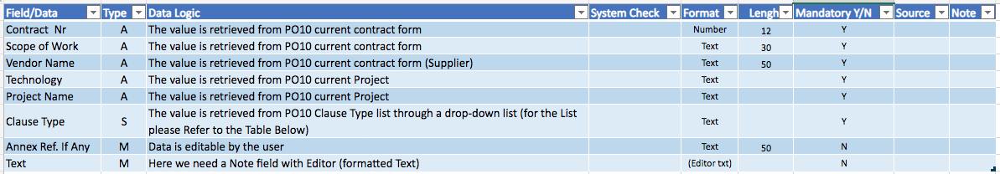 Field/Data Type Data Logic System Check Format Lengh Mandatory Y/N Source Note
Contract Nr A The value is retrieved from PO10 current contract form Number 12 Y
Scope of Work A The value is retrieved from PO10 current contract form Text 30 Y
Vendor Name A The value is retrieved from PO10 current contract form (Supplier) Text 50 Y
Technology A The value is retrieved from PO10 current Project Text Y
Project Name A The value is retrieved from PO10 current Project Text Y
Clause Type S The value is retrieved from PO10 Clause Type list through a drop-down list (for the List
please Refer to the Table Below) Text Y
Annex Ref. If Any M Data is editable by the user Text 50 N
Text M Here we need a Note field with Editor (formatted Text) (Editor txt) N